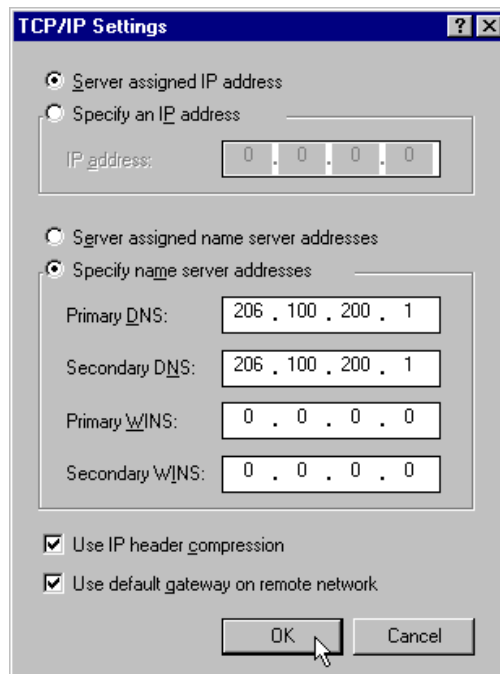 TCP/IP Settings
Server assigned IP address
Specify an IP address
IP address: 0 . 0 . 0 . 0
Server assigned name server addresses
Specify name server addresses
Primary DNS: 206 . 100 . 200 . 1
Secondary DNS: 206 . 100 . 200 . 1
Primary WINS: 0 . 0 . 0 . 0
Secondary WINS: 0 . 0 . 0 . 0
Use IP header compression
Use default gateway on remote network
OK Cancel